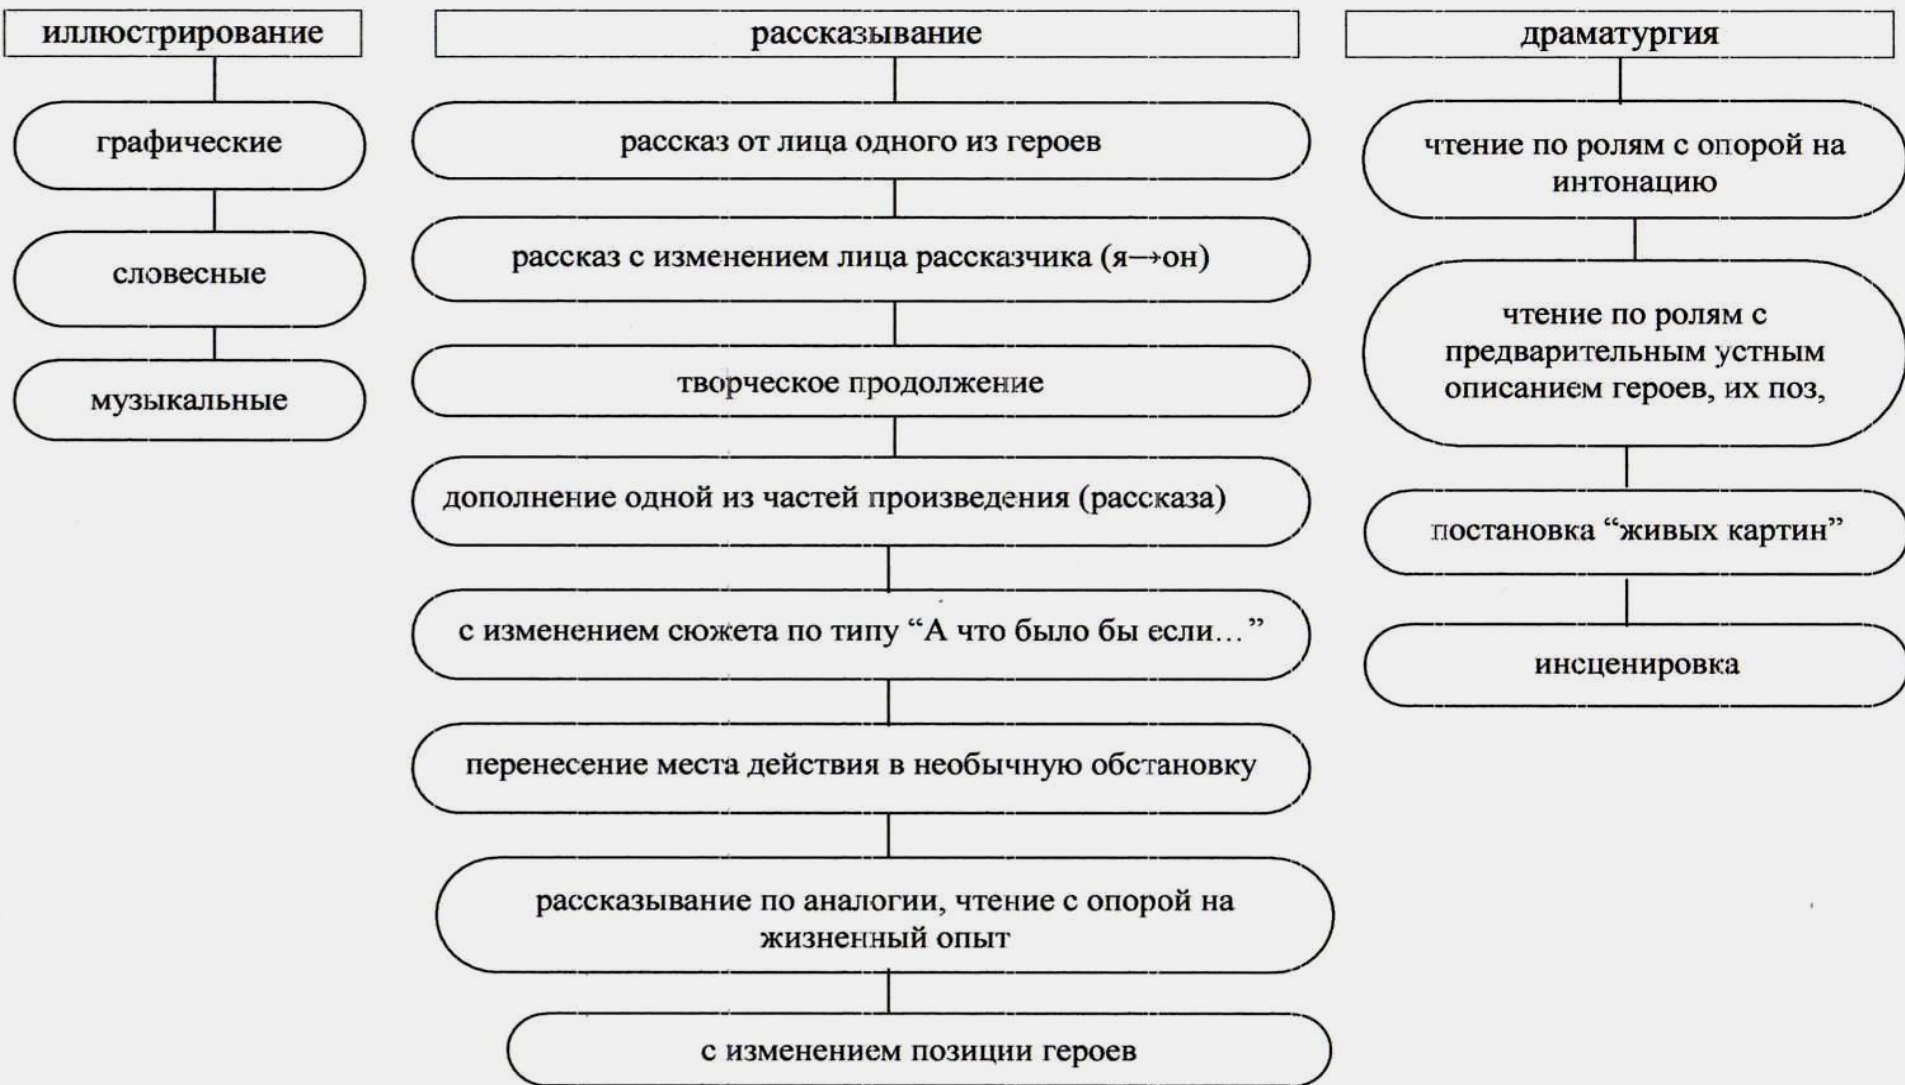 иллюстрирование
графические
словесные
музыкальные
рассказывание
рассказ от лица одного из героев
рассказ с изменением лица рассказчика (я→он)
творческое продолжение
дополнение одной из частей произведения (рассказа)
с изменением сюжета по типу “А что было бы если…”
перенесение места действия в необычную обстановку
рассказывание по аналогии, чтение с опорой на
жизненный опыт
с изменением позиции героев
драматургия
чтение по ролям с опорой на
интонацию
чтение по ролям с
предварительным устным
описанием героев, их поз,
постановка “живых картин”
инсценировка